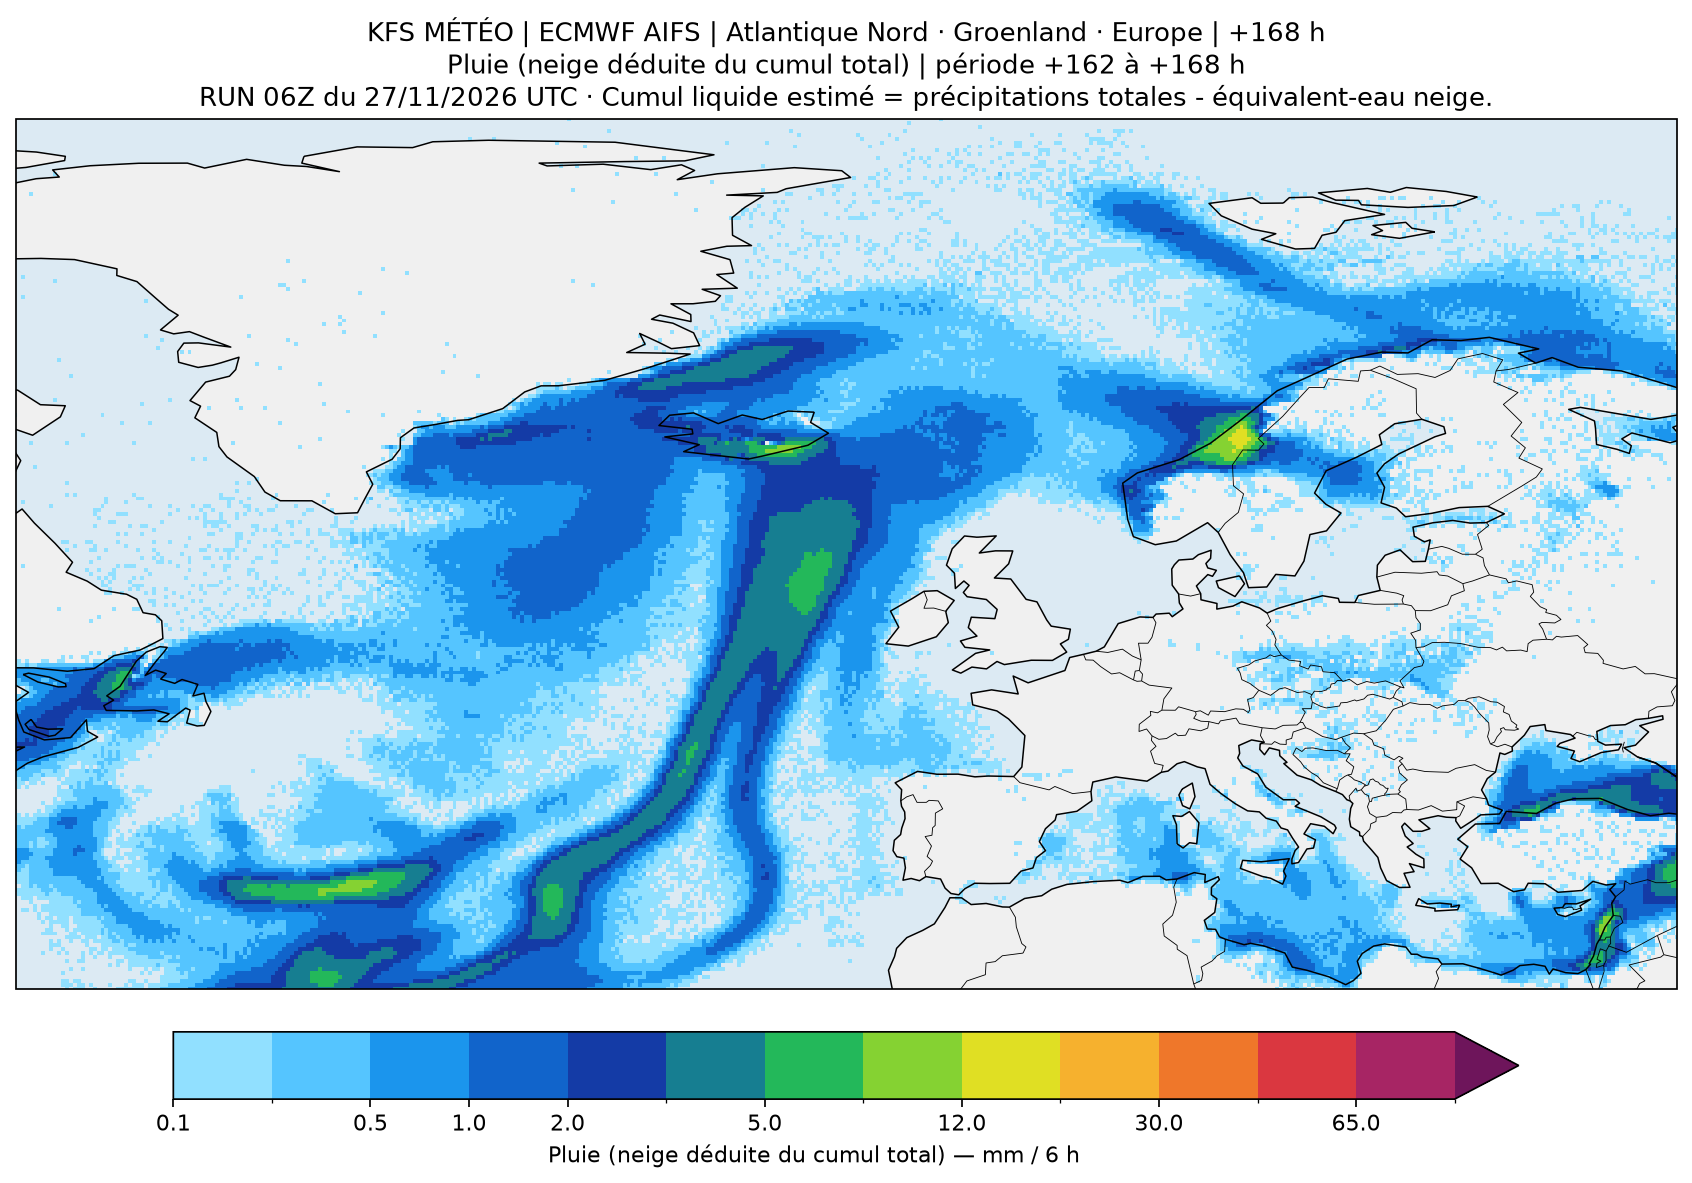 KFS MÉTÉO | ECMWF AIFS | Atlantique Nord · Groenland · Europe | +168 h
Pluie (neige déduite du cumul total) | période +162 à +168 h
RUN 06Z du 27/11/2026 UTC · Cumul liquide estimé = précipitations totales - équivalent-eau neige.
0.1 0.5 1.0 2.0 5.0 12.0 30.0 65.0
Pluie (neige déduite du cumul total) — mm / 6 h